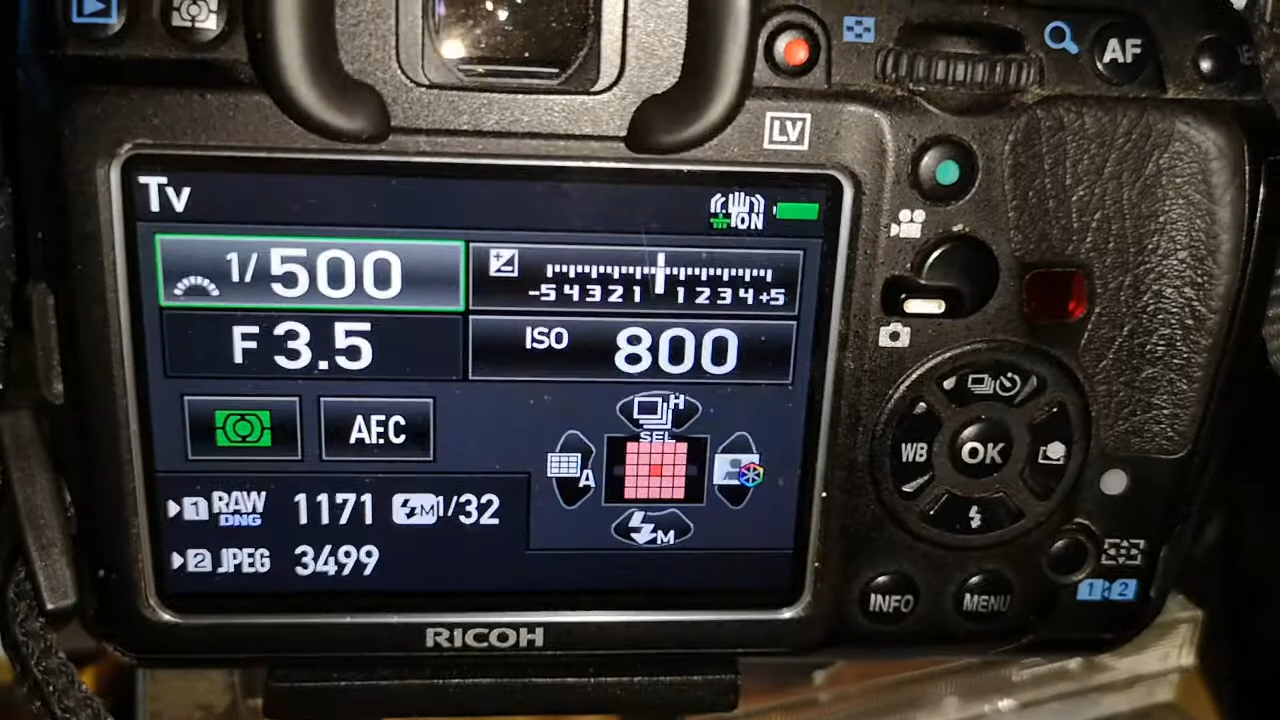 LV
AF
Tv
ON
1/500
-5 4 3 2 1 1 2 3 4 +5
F3.5
ISO 800
AF.C
H
SEL
A
M
1 RAW DNG 1171 M 1/32
2 JPEG 3499
WB
OK
INFO
MENU
1 2
RICOH